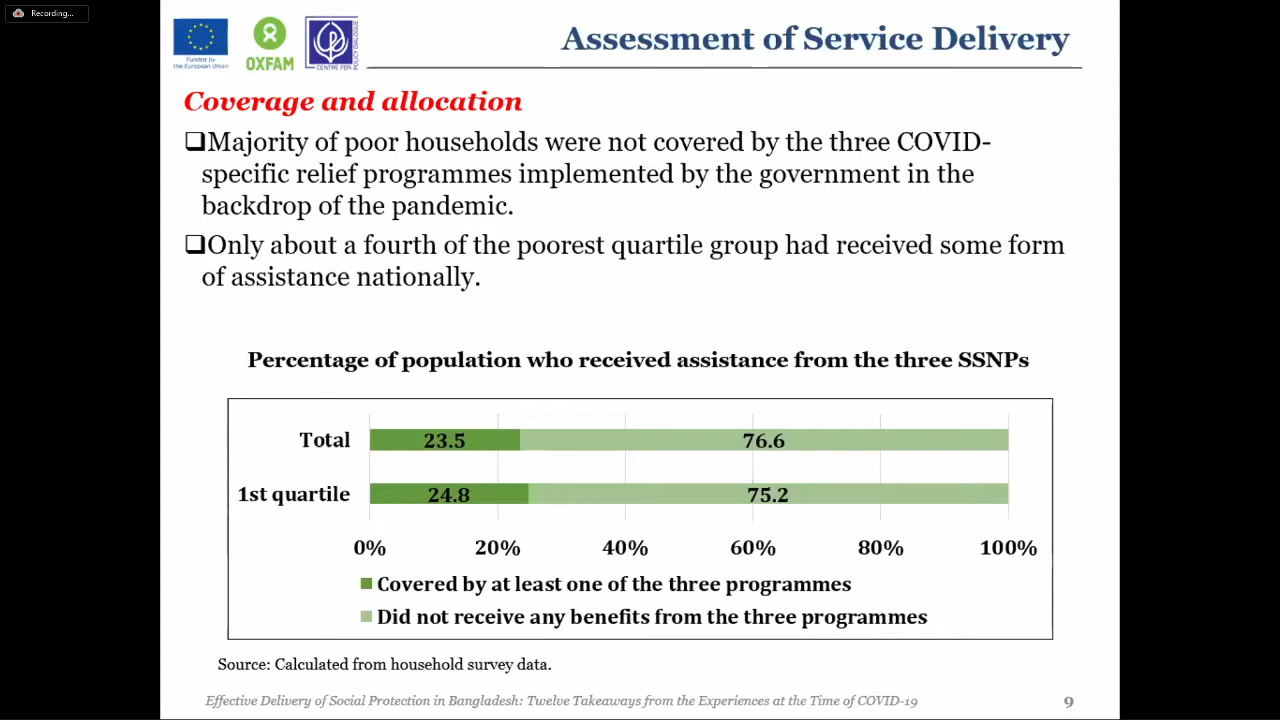 Recording...
Funded by
the European Union
OXFAM
CENTRE FOR
POLICY DIALOGUE
Assessment of Service Delivery
Coverage and allocation
❑Majority of poor households were not covered by the three COVID-
specific relief programmes implemented by the government in the
backdrop of the pandemic.
❑Only about a fourth of the poorest quartile group had received some form
of assistance nationally.
Percentage of population who received assistance from the three SSNPs
Total 23.5 76.6
1st quartile 24.8 75.2
0% 20% 40% 60% 80% 100%
Covered by at least one of the three programmes
Did not receive any benefits from the three programmes
Source: Calculated from household survey data.
Effective Delivery of Social Protection in Bangladesh: Twelve Takeaways from the Experiences at the Time of COVID-19 9